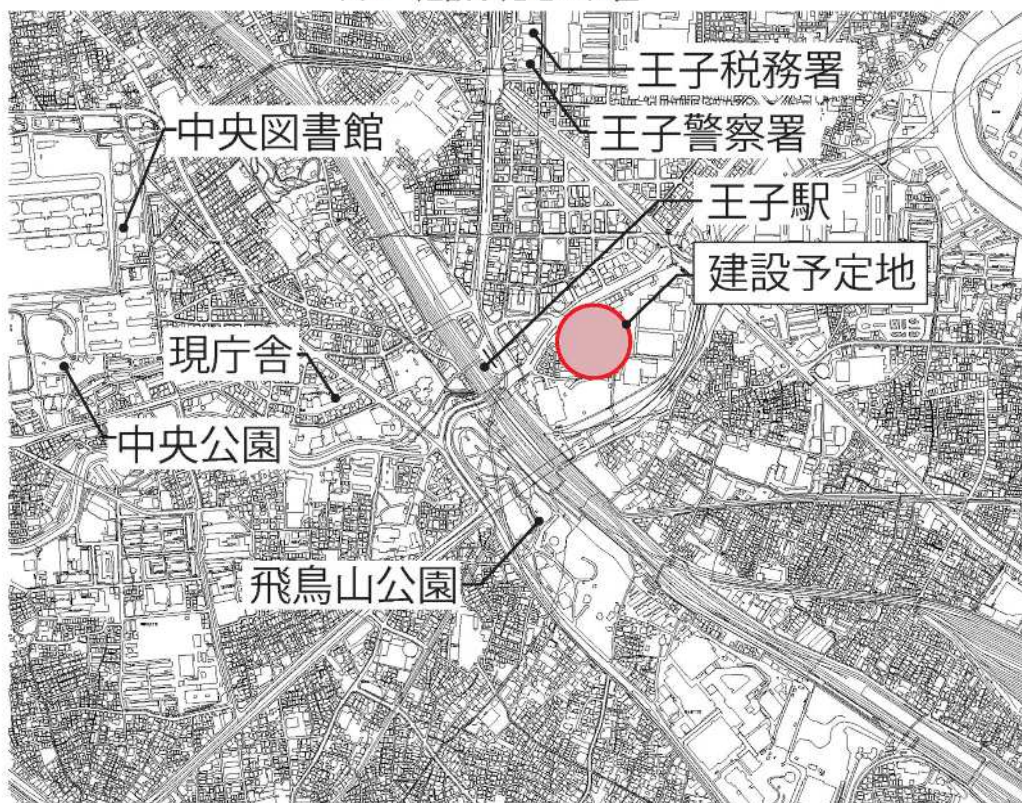 王子税務署
中央図書館
王子警察署
王子駅
建設予定地
現庁舎
中央公園
飛鳥山公園